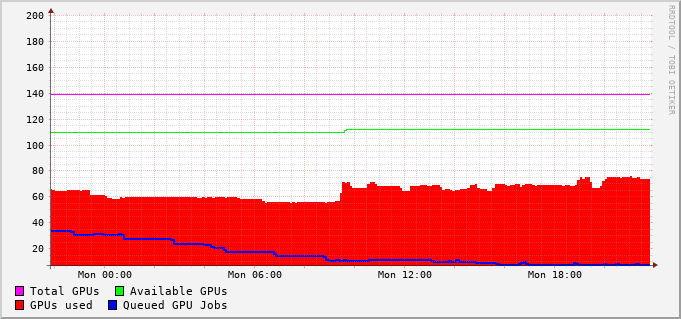 200
180
160
140
120
100
80
60
40
20
Mon 00:00 Mon 06:00 Mon 12:00 Mon 18:00
Total GPUs Available GPUs
GPUs used Queued GPU Jobs
RRDTOOL / TOBI OETIKER